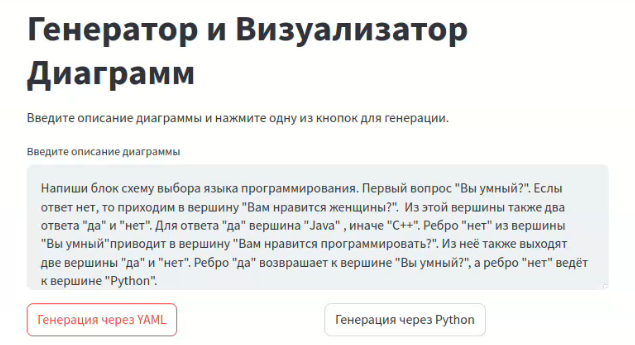 Генератор и Визуализатор
Диаграмм
Введите описание диаграммы и нажмите одну из кнопок для генерации.
Введите описание диаграммы
Напиши блок схему выбора языка программирования. Первый вопрос "Вы умный?". Еслы
ответ нет, то приходим в вершину "Вам нравится женщины?".  Из этой вершины также два
ответа "да" и "нет". Для ответа "да" вершина "Java" , иначе "C++". Ребро "нет" из вершины
"Вы умный"приводит в вершину "Вам нравится программировать?". Из неё также выходят
две вершины "да" и "нет". Ребро "да" возврашает к вершине "Вы умный?", а ребро "нет" ведёт
к вершине "Python".
Генерация через YAML
Генерация через Python